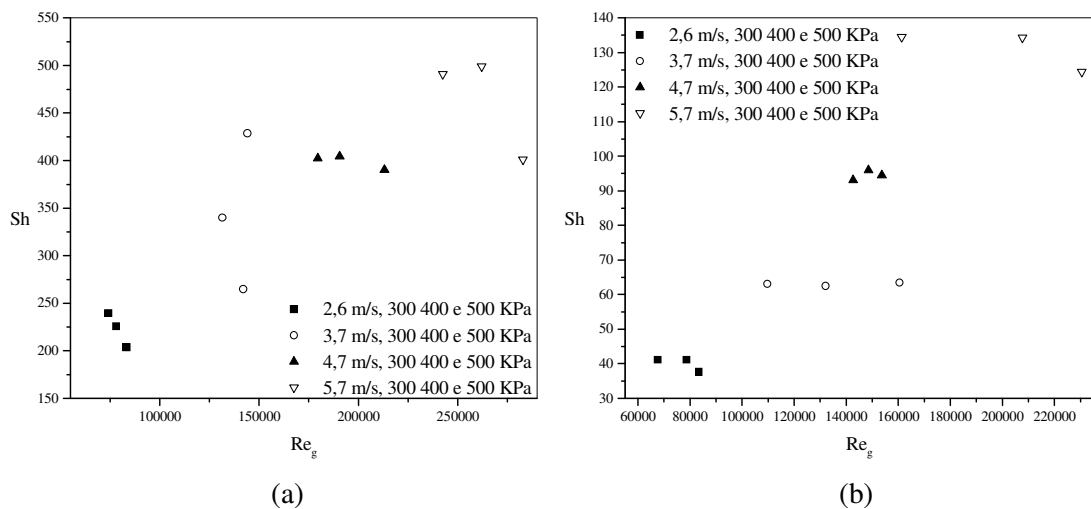 550
500
450
400
350
300
250
200
150
Sh
2,6 m/s, 300 400 e 500 KPa
3,7 m/s, 300 400 e 500 KPa
4,7 m/s, 300 400 e 500 KPa
5,7 m/s, 300 400 e 500 KPa
100000 150000 200000 250000
Re_g
(a)
140
130
120
110
100
90
80
70
60
50
40
30
Sh
2,6 m/s, 300 400 e 500 KPa
3,7 m/s, 300 400 e 500 KPa
4,7 m/s, 300 400 e 500 KPa
5,7 m/s, 300 400 e 500 KPa
60000 80000 100000 120000 140000 160000 180000 200000 220000
Re_g
(b)